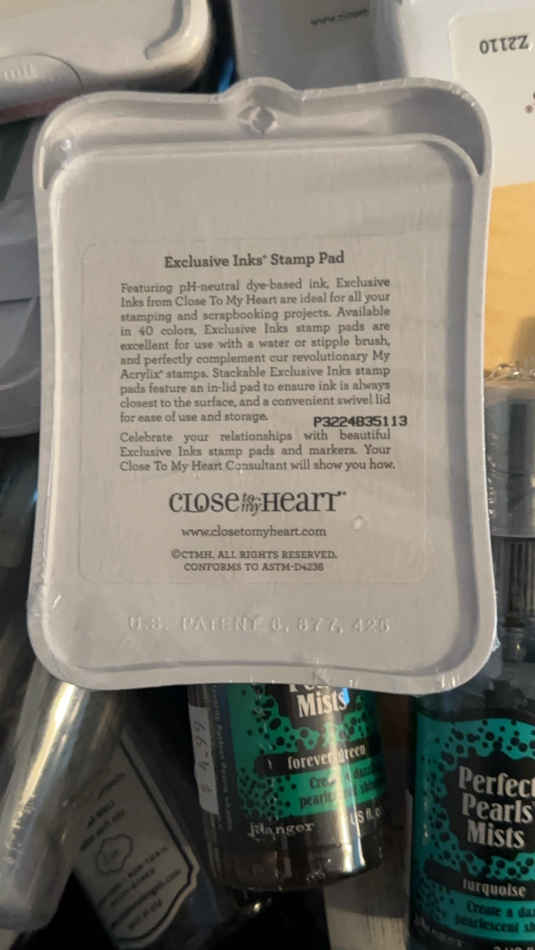 Z2110
Exclusive Inks® Stamp Pad
Featuring pH-neutral dye-based ink, Exclusive
Inks from Close To My Heart are ideal for all your
stamping and scrapbooking projects. Available
in 40 colors, Exclusive Inks stamp pads are
excellent for use with a water or stipple brush,
and perfectly complement our revolutionary My
Acrylix® stamps. Stackable Exclusive Inks stamp
pads feature an in-lid pad to ensure ink is always
closest to the surface, and a convenient swivel lid
for ease of use and storage.
P3224835113
Celebrate your relationships with beautiful
Exclusive Inks stamp pads and markers. Your
Close To My Heart Consultant will show you how.
CLOSE to my HEART™
www.closetomyheart.com
©CTMH. ALL RIGHTS RESERVED.
CONFORMS TO ASTM-D4236
U.S. PATENT 6, 877, 426
Mists
forever green
Ranger
Perfect
Pearls
Mists
turquoise
Create a
pearlescent